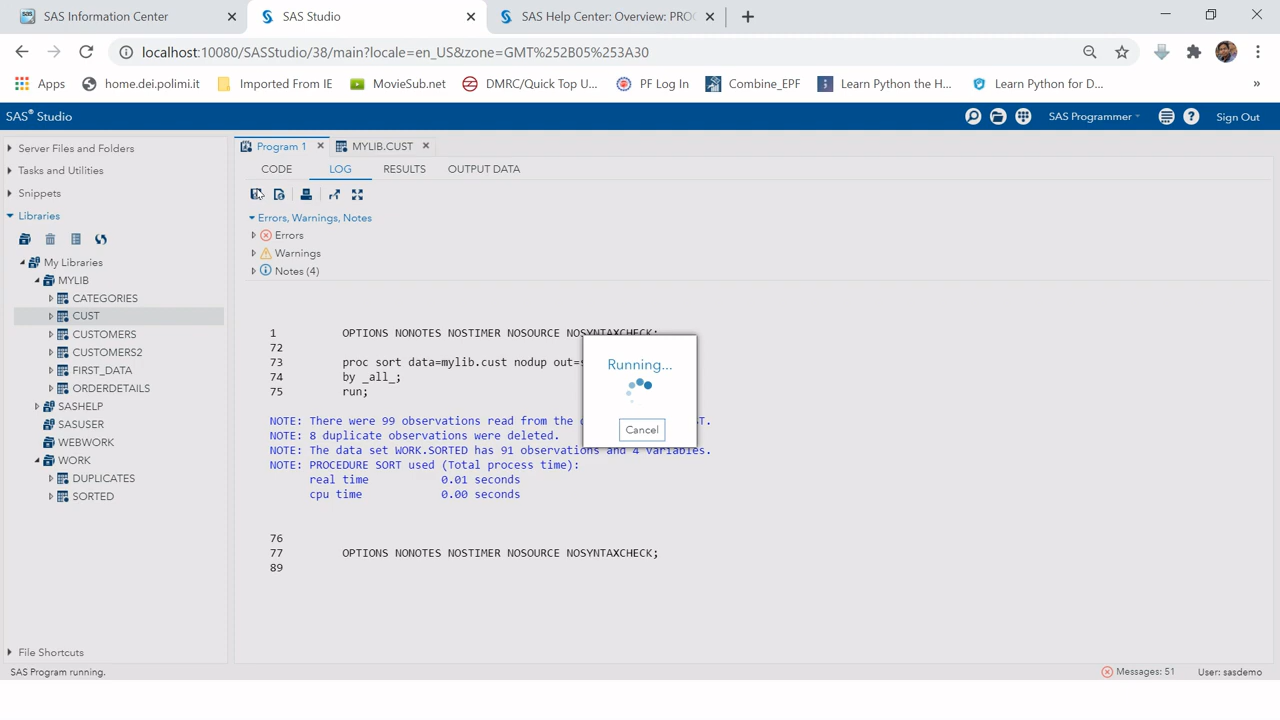 SAS Information Center
SAS Studio
SAS Help Center: Overview: PROC
localhost:10080/SASStudio/38/main?locale=en_US&zone=GMT%252B05%253A30
Apps
home.dei.polimi.it
Imported From IE
MovieSub.net
DMRC/Quick Top U...
PF Log In
Combine_EPF
Learn Python the H...
Learn Python for D...
»
SAS® Studio
SAS Programmer
Sign Out
Server Files and Folders
Tasks and Utilities
Snippets
Libraries
My Libraries
MYLIB
CATEGORIES
CUST
CUSTOMERS
CUSTOMERS2
FIRST_DATA
ORDERDETAILS
SASHELP
SASUSER
WEBWORK
WORK
DUPLICATES
SORTED
File Shortcuts
Program 1
MYLIB.CUST
CODE
LOG
RESULTS
OUTPUT DATA
Errors, Warnings, Notes
Errors
Warnings
Notes (4)
1 OPTIONS NONOTES NOSTIMER NOSOURCE NOSYNTAXCHECK;
72
73 proc sort data=mylib.cust nodup out=
74 by _all_;
75 run;
NOTE: There were 99 observations read from the T.
NOTE: 8 duplicate observations were deleted.
NOTE: The data set WORK.SORTED has 91 observations and 4 variables.
NOTE: PROCEDURE SORT used (Total process time):
real time 0.01 seconds
cpu time 0.00 seconds
76
77 OPTIONS NONOTES NOSTIMER NOSOURCE NOSYNTAXCHECK;
89
Running...
Cancel
SAS Program running.
Messages: 51
User: sasdemo